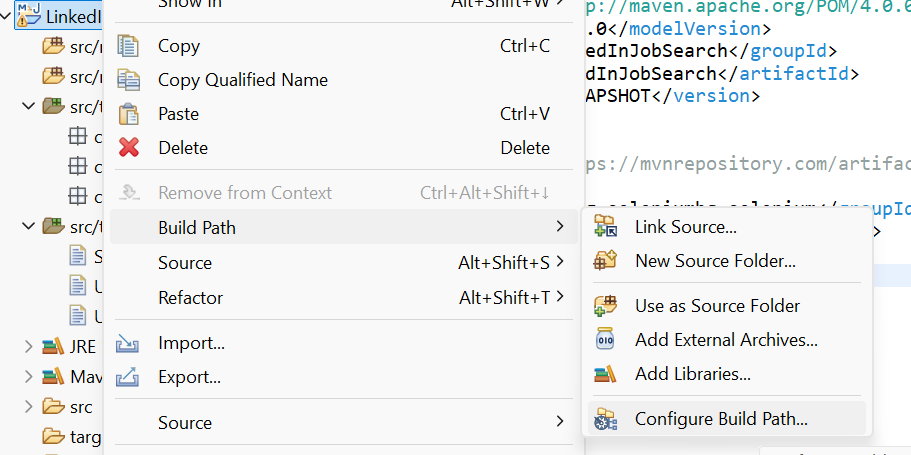 LinkedI
Show In Alt+Shift+W
p://maven.apache.org/POM/4.0.0
.0</modelVersion>
src/
Copy Ctrl+C
edInJobSearch</groupId>
src/
Copy Qualified Name
dInJobSearch</artifactId>
src/t
Paste Ctrl+V
APSHOT</version>
Delete Delete
ps://mvnrepository.com/artifac
Remove from Context Ctrl+Alt+Shift+↓
src/t
Build Path
Link Source...
Source Alt+Shift+S
New Source Folder...
Refactor Alt+Shift+T
Use as Source Folder
JRE
Import...
Add External Archives...
Mav
Export...
Add Libraries...
src
Source
Configure Build Path...
targ